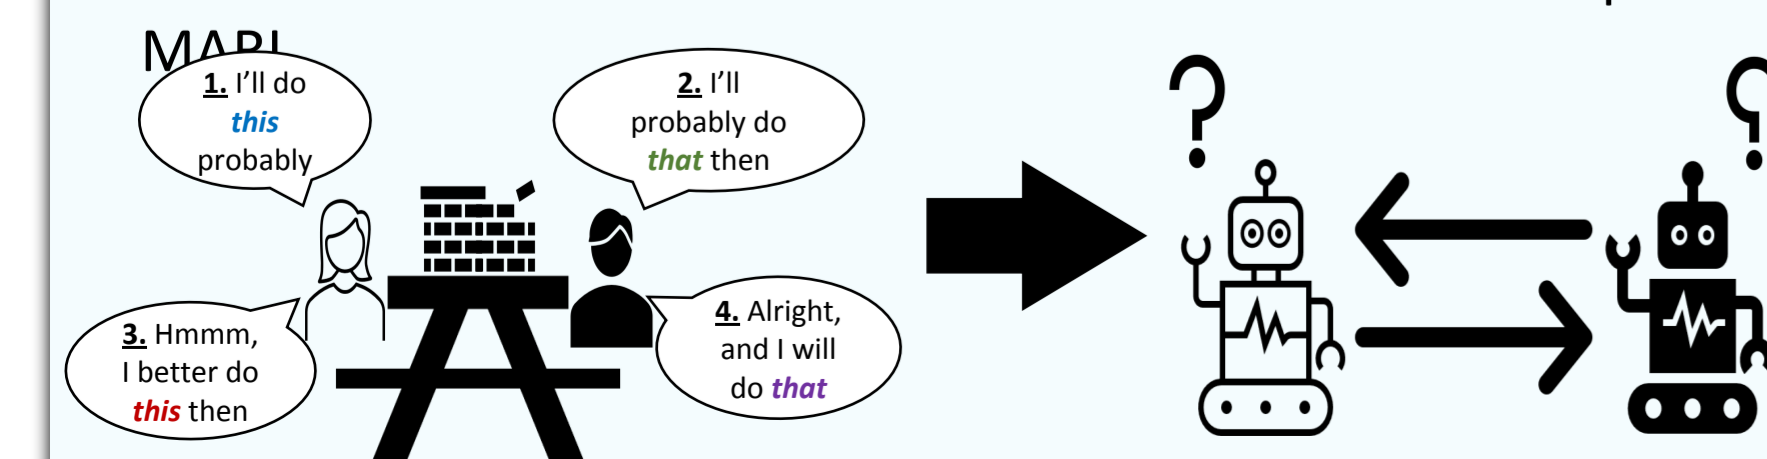 MARL
1. I'll do
this
probably
2. I'll
probably do
that then
3. Hmmm,
I better do
this then
4. Alright,
and I will
do that
? ?